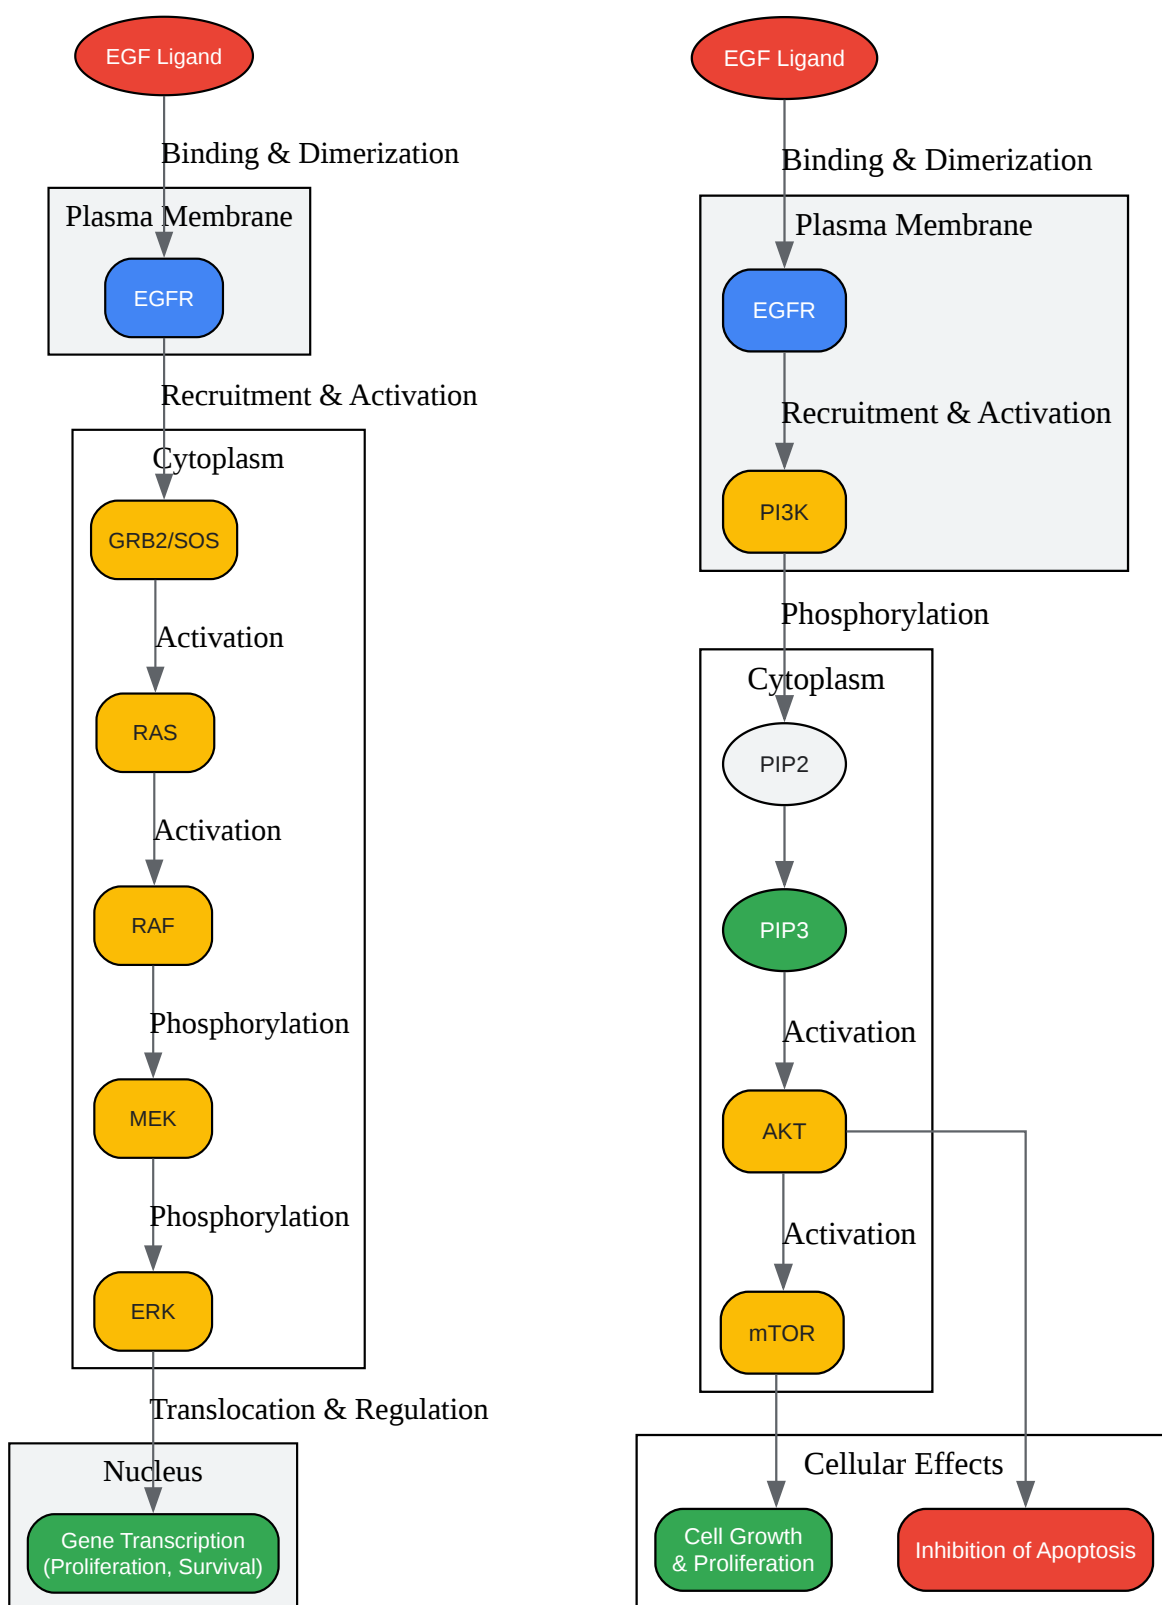 EGF Ligand
Binding & Dimerization
Plasma Membrane
EGFR
Recruitment & Activation
Cytoplasm
GRB2/SOS
Activation
RAS
Activation
RAF
Phosphorylation
MEK
Phosphorylation
ERK
Translocation & Regulation
Nucleus
Gene Transcription
(Proliferation, Survival)
EGF Ligand
Binding & Dimerization
Plasma Membrane
EGFR
Recruitment & Activation
PI3K
Phosphorylation
Cytoplasm
PIP2
PIP3
Activation
AKT
Activation
mTOR
Cellular Effects
Cell Growth
& Proliferation
Inhibition of Apoptosis